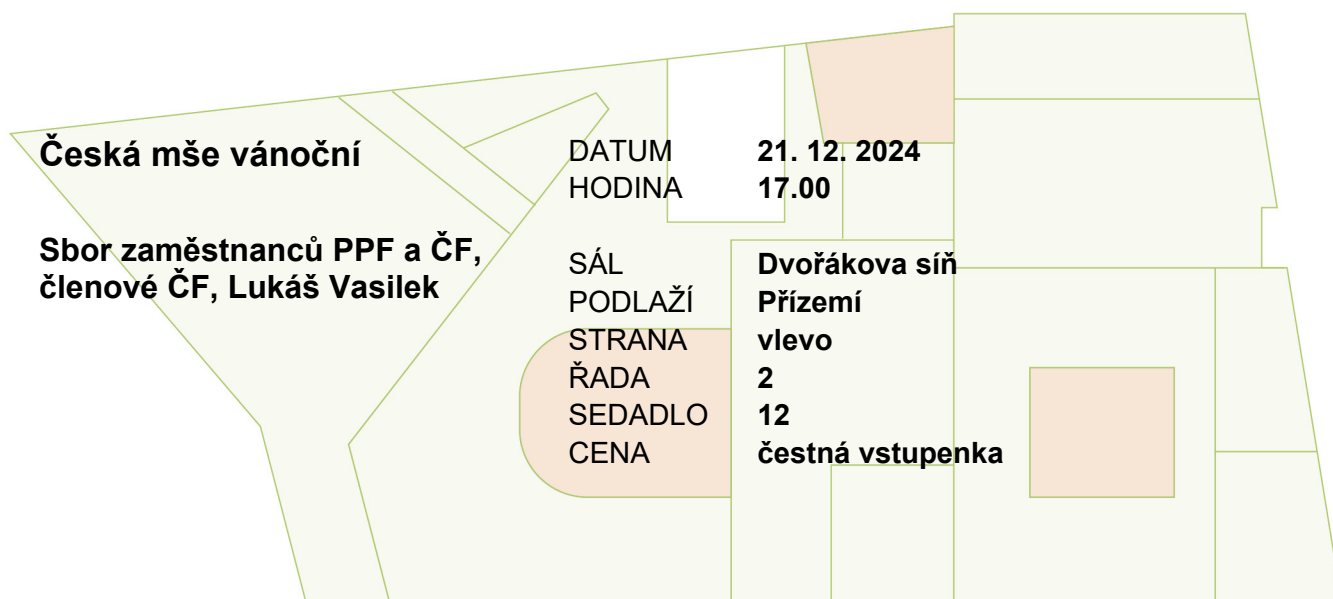 Česká mše vánoční
Sbor zaměstnanců PPF a ČF,
členové ČF, Lukáš Vasilek
DATUM 21. 12. 2024
HODINA 17.00
SÁL Dvořákova síň
PODLAŽÍ Přízemí
STRANA vlevo
ŘADA 2
SEDADLO 12
CENA čestná vstupenka